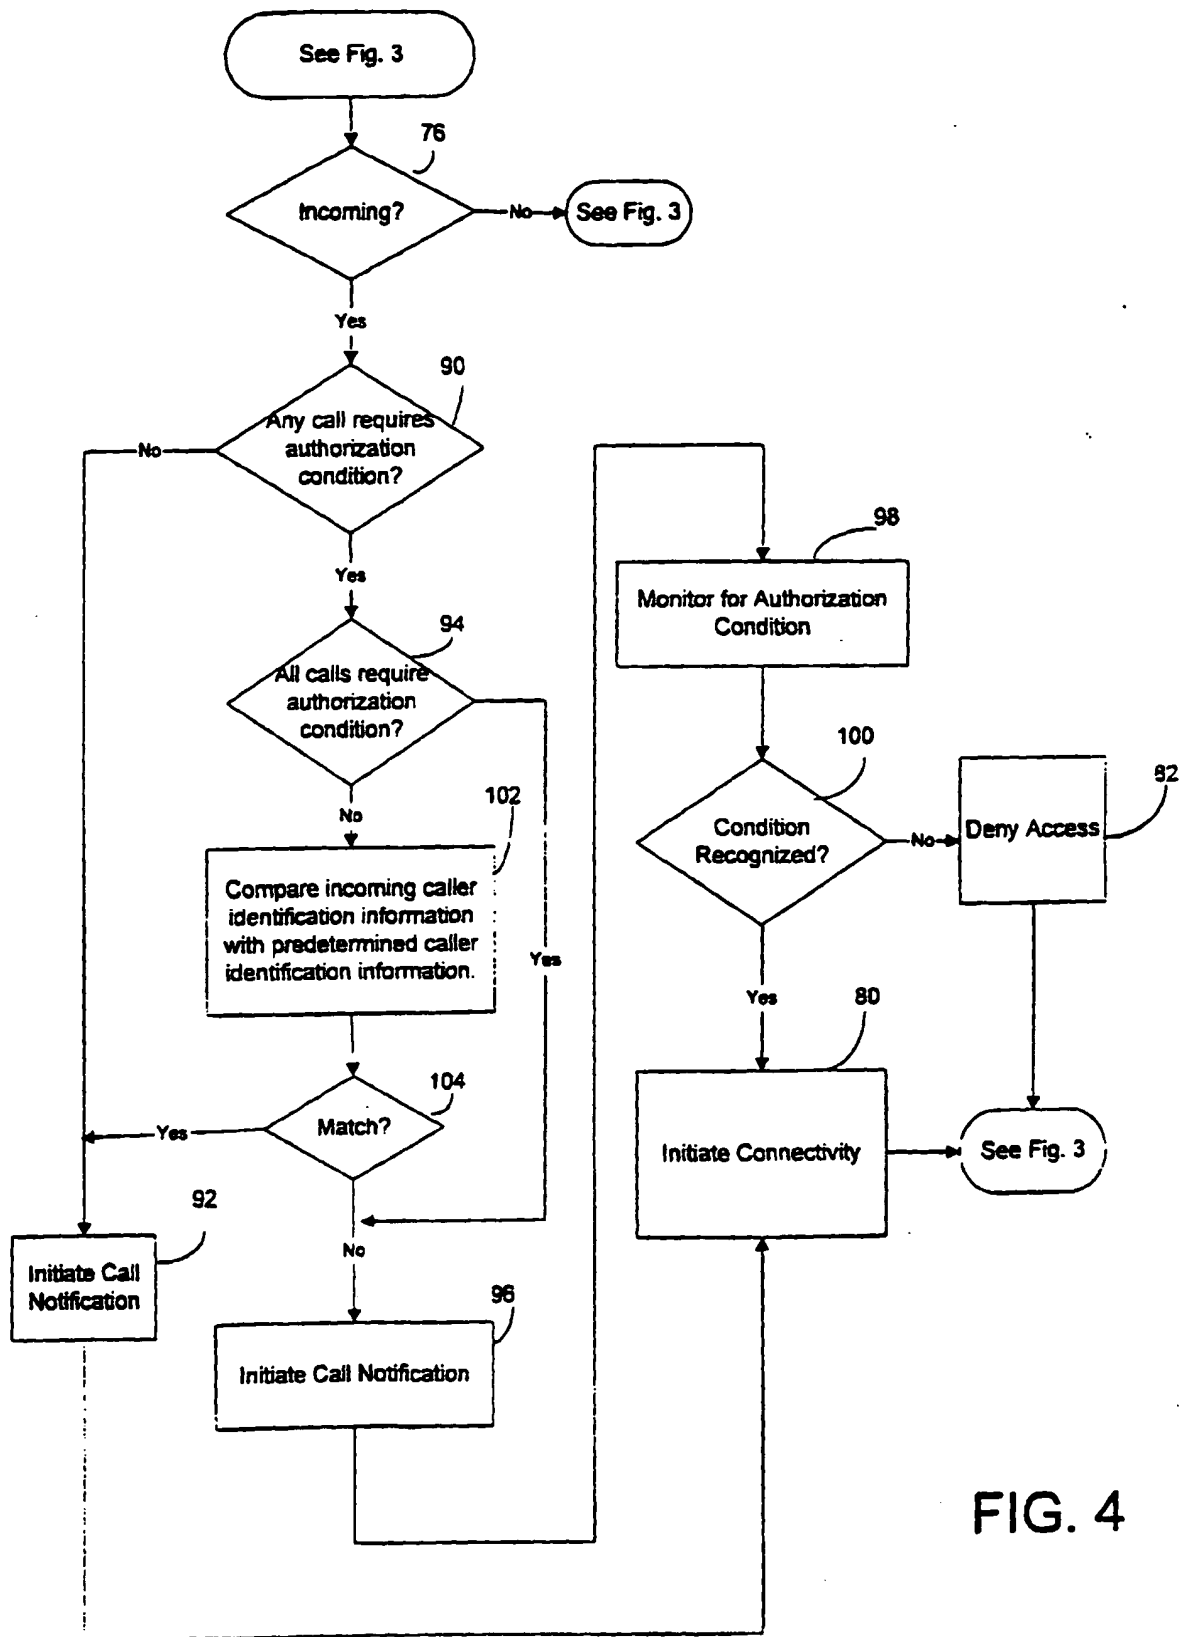 See Fig. 3
76
Incoming?
No
See Fig. 3
Yes
90
Any call requires
authorization
condition?
No
Yes
94
All calls require
authorization
condition?
No
Yes
102
Compare incoming caller
identification information
with predetermined caller
identification information.
104
Match?
Yes
No
92
Initiate Call
Notification
96
Initiate Call Notification
98
Monitor for Authorization
Condition
100
Condition
Recognized?
No
82
Deny Access
Yes
80
Initiate Connectivity
See Fig. 3
FIG. 4